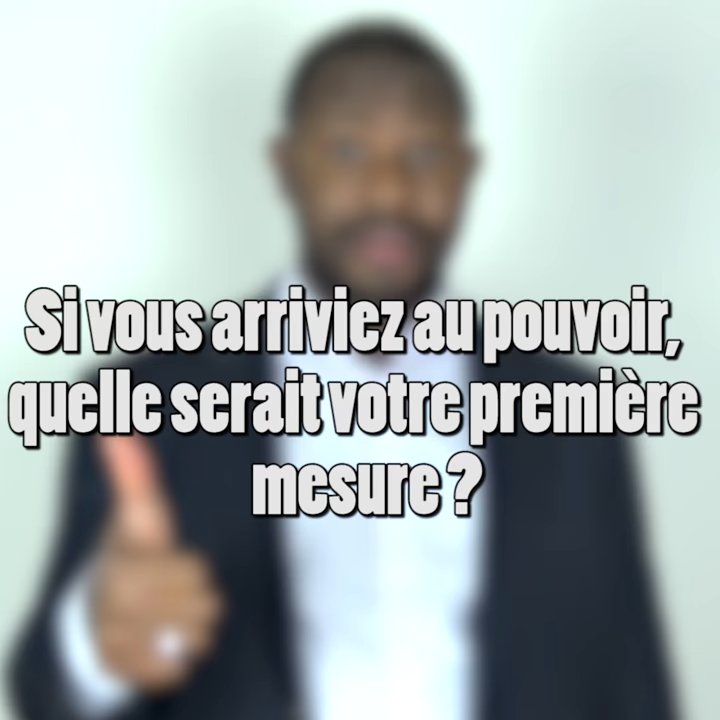 Si vous arriviez au pouvoir,
quelle serait votre première
mesure ?